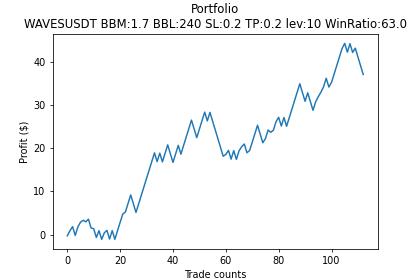 Portfolio
WAVESUSDT BBM:1.7 BBL:240 SL:0.2 TP:0.2 lev:10 WinRatio:63.0
Profit ($)
40
30
20
10
0
0 20 40 60 80 100
Trade counts